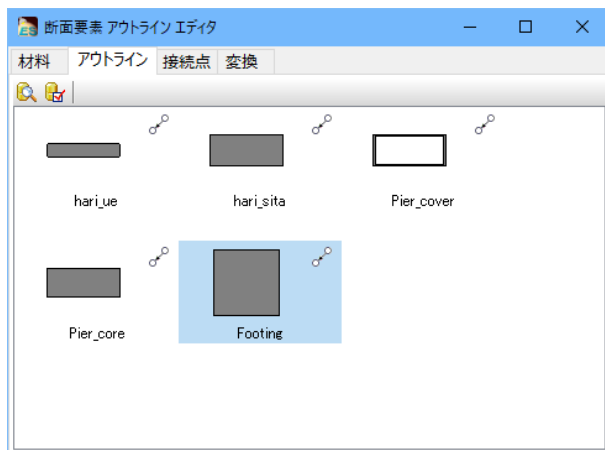 断面要素 アウトライン エディタ
材料 アウトライン 接続点 変換
hari_ue hari_sita Pier_cover
Pier_core Footing